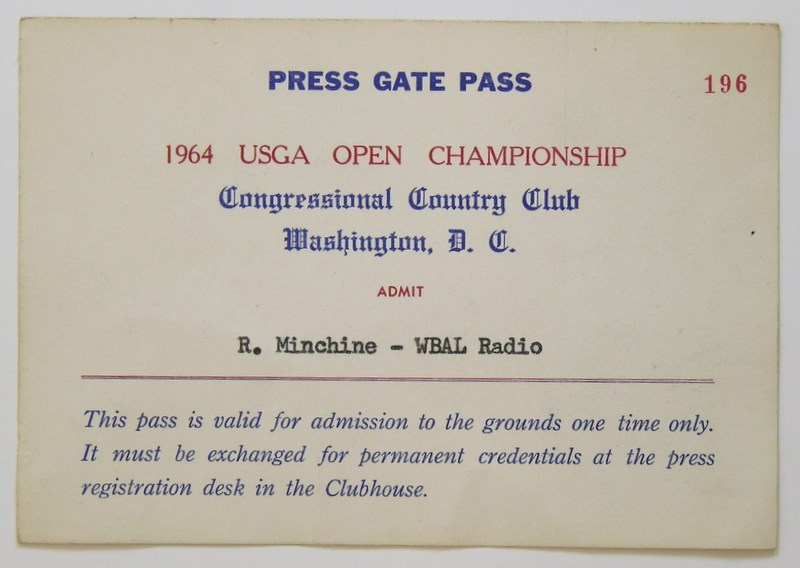 PRESS GATE PASS
196
1964 USGA OPEN CHAMPIONSHIP
Congressional Country Club
Washington, D. C.
ADMIT
R. Minchine - WBAL Radio
This pass is valid for admission to the grounds one time only.
It must be exchanged for permanent credentials at the press
registration desk in the Clubhouse.